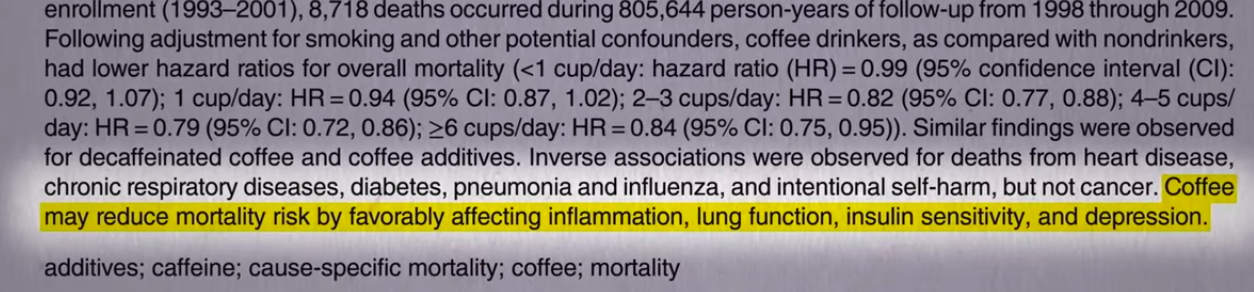 enrollment (1993–2001), 8,718 deaths occurred during 805,644 person-years of follow-up from 1998 through 2009.
Following adjustment for smoking and other potential confounders, coffee drinkers, as compared with nondrinkers,
had lower hazard ratios for overall mortality (<1 cup/day: hazard ratio (HR) = 0.99 (95% confidence interval (CI):
0.92, 1.07); 1 cup/day: HR = 0.94 (95% CI: 0.87, 1.02); 2–3 cups/day: HR = 0.82 (95% CI: 0.77, 0.88); 4–5 cups/
day: HR = 0.79 (95% CI: 0.72, 0.86); ≥6 cups/day: HR = 0.84 (95% CI: 0.75, 0.95)). Similar findings were observed
for decaffeinated coffee and coffee additives. Inverse associations were observed for deaths from heart disease,
chronic respiratory diseases, diabetes, pneumonia and influenza, and intentional self-harm, but not cancer. Coffee
may reduce mortality risk by favorably affecting inflammation, lung function, insulin sensitivity, and depression.
additives; caffeine; cause-specific mortality; coffee; mortality